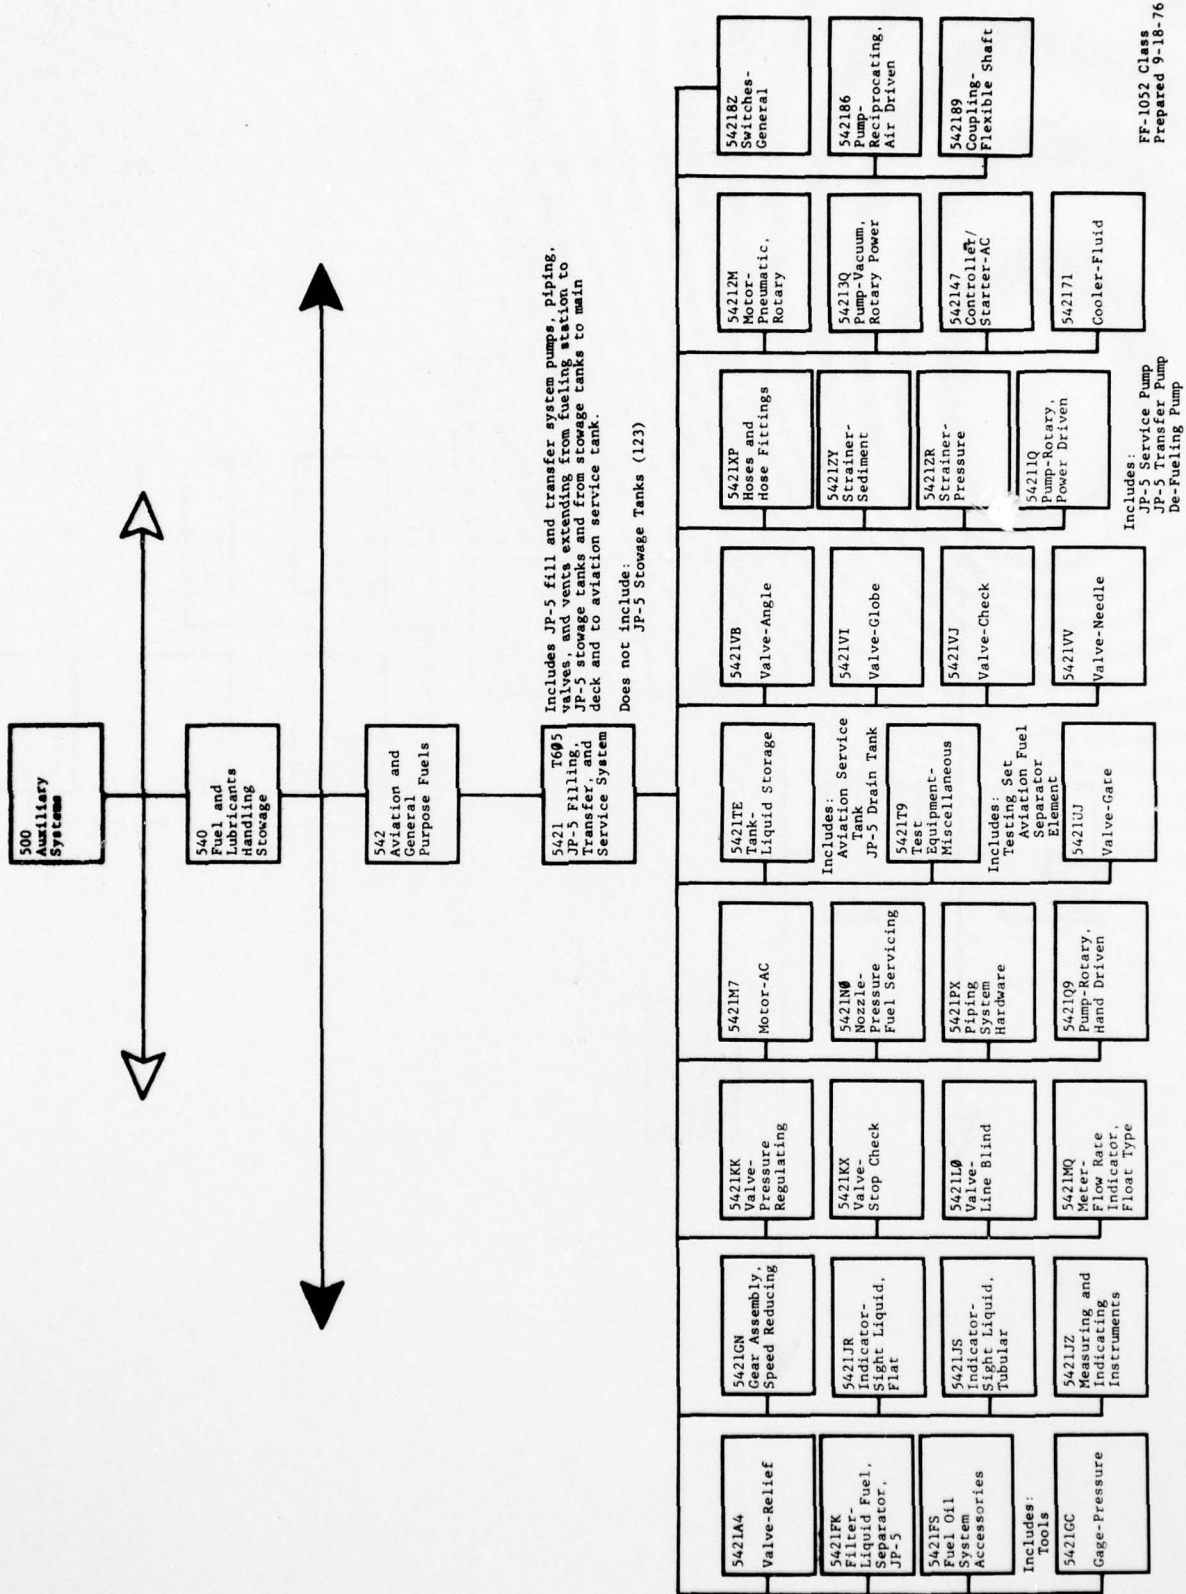 500
Auxiliary
Systems
540
Fuel and
Lubricants
Handling
Stowage
542
Aviation and
General
Purpose Fuels
5421 T6Ø5
JP-5 Filling,
Transfer, and
Service System
Includes JP-5 fill and transfer system pumps, piping,
valves, and vents extending from fueling station to
JP-5 stowage tanks and from stowage tanks to main
deck and to aviation service tank.
Does not include:
JP-5 Stowage Tanks (123)
5421A4
Valve-Relief
5421FK
Filter-
Liquid Fuel,
Separator,
JP-5
5421FS
Fuel Oil
System
Accessories
Includes:
Tools
5421GC
Gage-Pressure
5421GN
Gear Assembly,
Speed Reducing
5421JR
Indicator-
Sight Liquid,
Flat
5421JS
Indicator-
Sight Liquid,
Tubular
5421JZ
Measuring and
Indicating
Instruments
5421KK
Valve-
Pressure
Regulating
5421KX
Valve-
Stop Check
5421LØ
Valve-
Line Blind
5421MQ
Meter-
Flow Rate
Indicator,
Float Type
5421M7
Motor-AC
5421NØ
Nozzle-
Pressure
Fuel Servicing
5421PX
Piping
System
Hardware
5421Q9
Pump-Rotary,
Hand Driven
5421TE
Tank-
Liquid Storage
Includes:
Aviation Service
Tank
JP-5 Drain Tank
5421T9
Test
Equipment-
Miscellaneous
Includes:
Testing Set
Aviation Fuel
Separator
Element
5421UJ
Valve-Gate
5421VB
Valve-Angle
5421VI
Valve-Globe
5421VJ
Valve-Check
5421VV
Valve-Needle
5421XP
Hoses and
Hose Fittings
5421ZY
Strainer-
Sediment
5421ZR
Strainer-
Pressure
54211Q
Pump-Rotary,
Power Driven
Includes:
JP-5 Service Pump
JP-5 Transfer Pump
De-Fueling Pump
54212M
Motor-
Pneumatic,
Rotary
54213Q
Pump-Vacuum,
Rotary Power
542147
Controller/
Starter-AC
542171
Cooler-Fluid
54218Z
Switches-
General
542186
Pump-
Reciprocating,
Air Driven
542189
Coupling-
Flexible Shaft
FF-1052 Class
Prepared 9-18-76